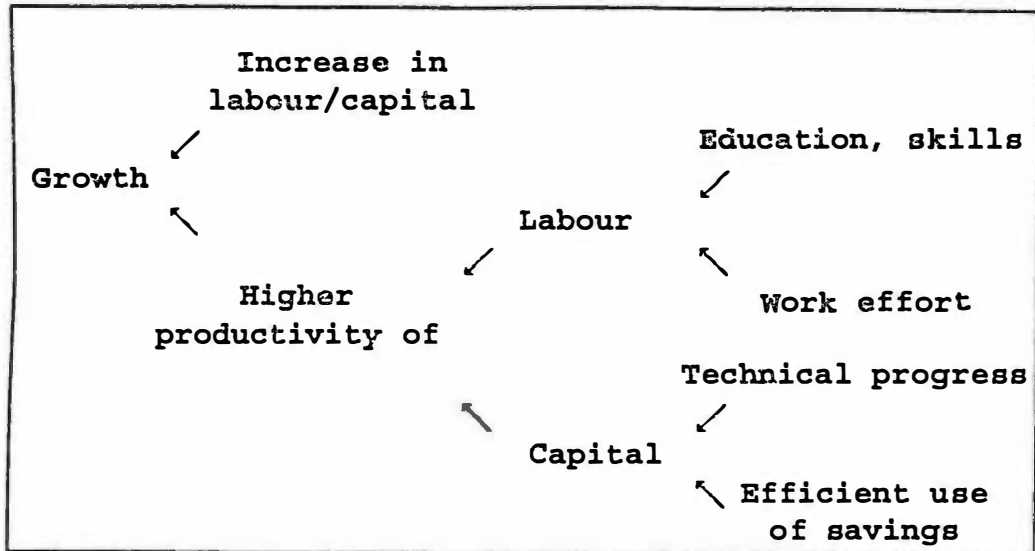 Increase in
labour/capital
Education, skills
Growth
Labour
Higher
productivity of
Work effort
Technical progress
Capital
Efficient use
of savings